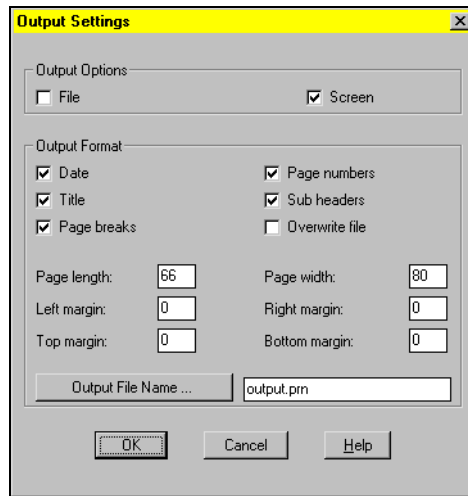 Output Settings
Output Options
File
Screen
Output Format
Date
Page numbers
Title
Sub headers
Page breaks
Overwrite file
Page length: 66
Page width: 80
Left margin: 0
Right margin: 0
Top margin: 0
Bottom margin: 0
Output File Name ... output.prn
OK
Cancel
Help